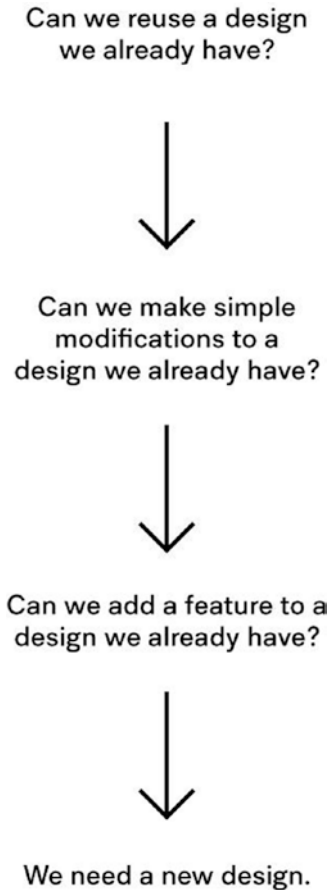 Can we reuse a design
we already have?
Can we make simple
modifications to a
design we already have?
Can we add a feature to a
design we already have?
We need a new design.